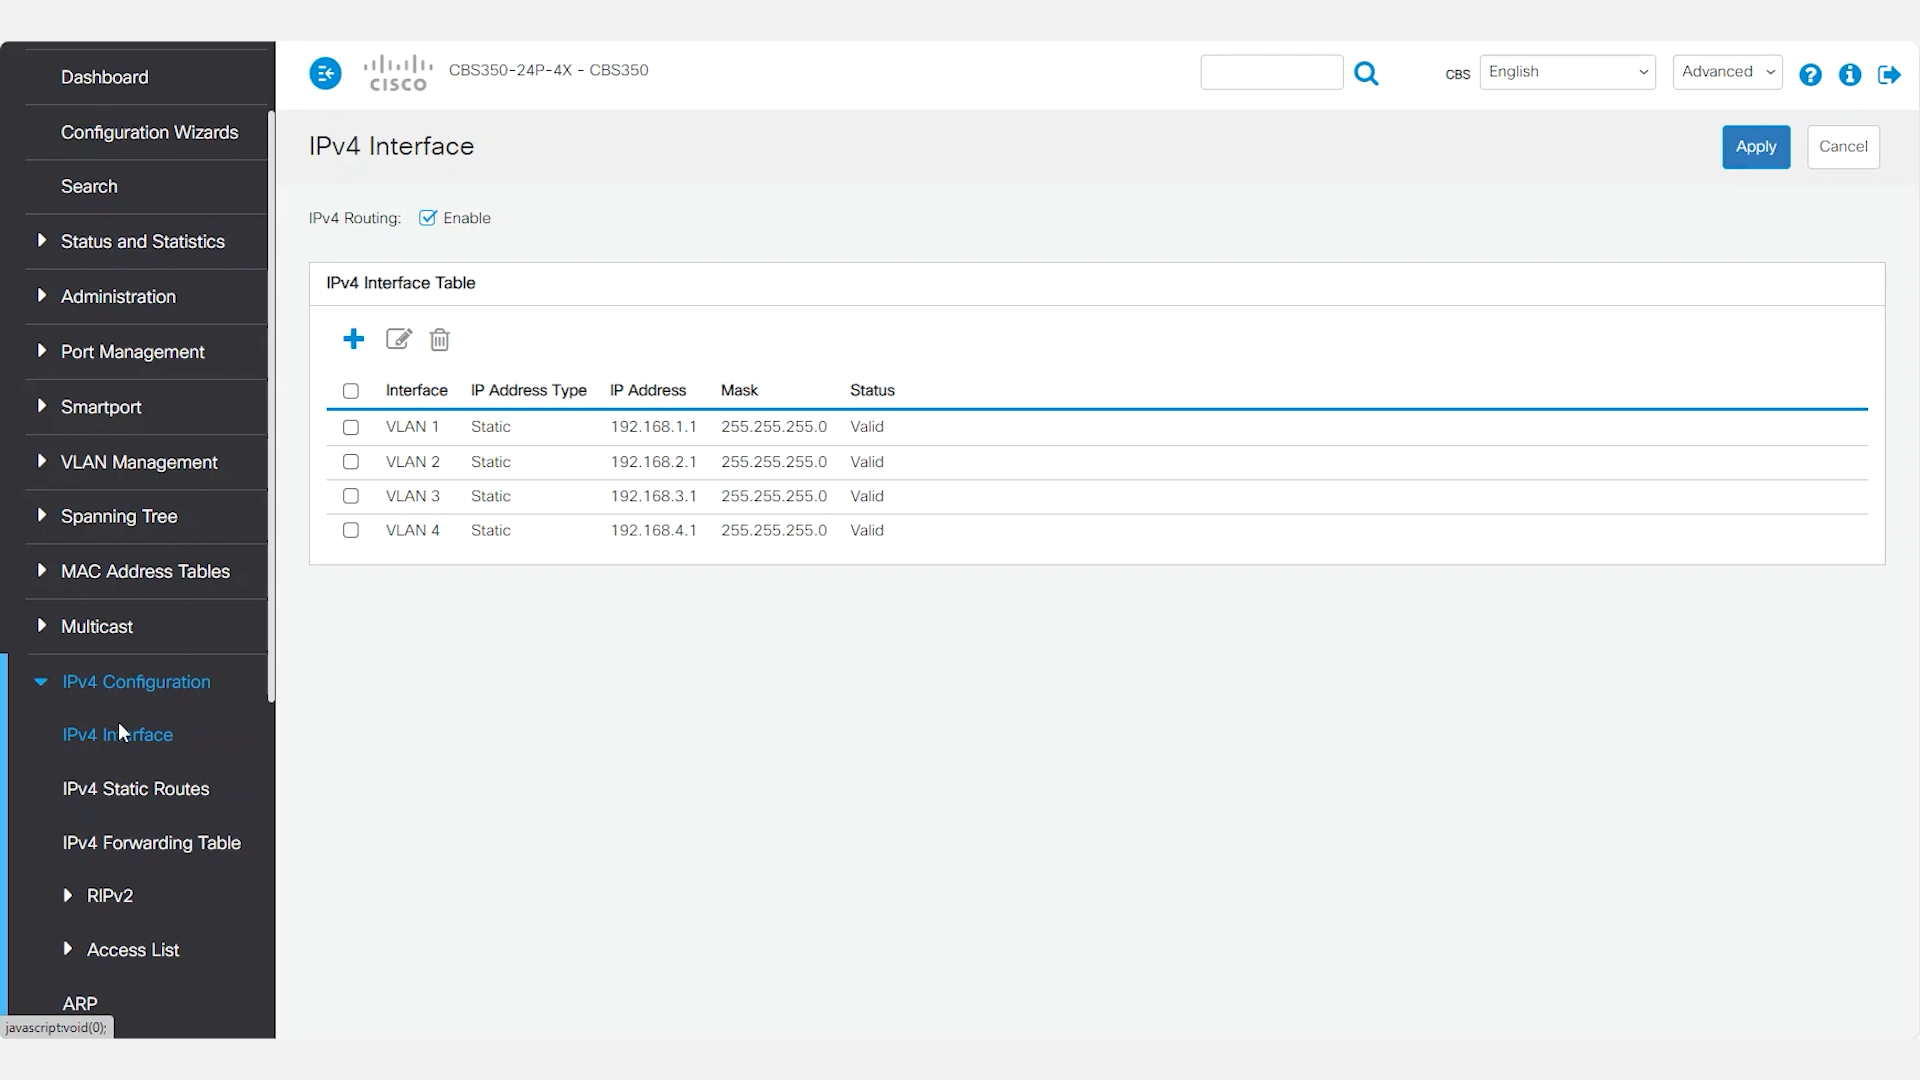 Dashboard
Configuration Wizards
Search
Status and Statistics
Administration
Port Management
Smartport
VLAN Management
Spanning Tree
MAC Address Tables
Multicast
IPv4 Configuration
IPv4 Interface
IPv4 Static Routes
IPv4 Forwarding Table
RIPv2
Access List
ARP
javascript:void(0);
CISCO
CBS350-24P-4X - CBS350
CBS
English
Advanced
IPv4 Interface
Apply
Cancel
IPv4 Routing: Enable
IPv4 Interface Table
Interface IP Address Type IP Address Mask Status
VLAN 1 Static 192.168.1.1 255.255.255.0 Valid
VLAN 2 Static 192.168.2.1 255.255.255.0 Valid
VLAN 3 Static 192.168.3.1 255.255.255.0 Valid
VLAN 4 Static 192.168.4.1 255.255.255.0 Valid